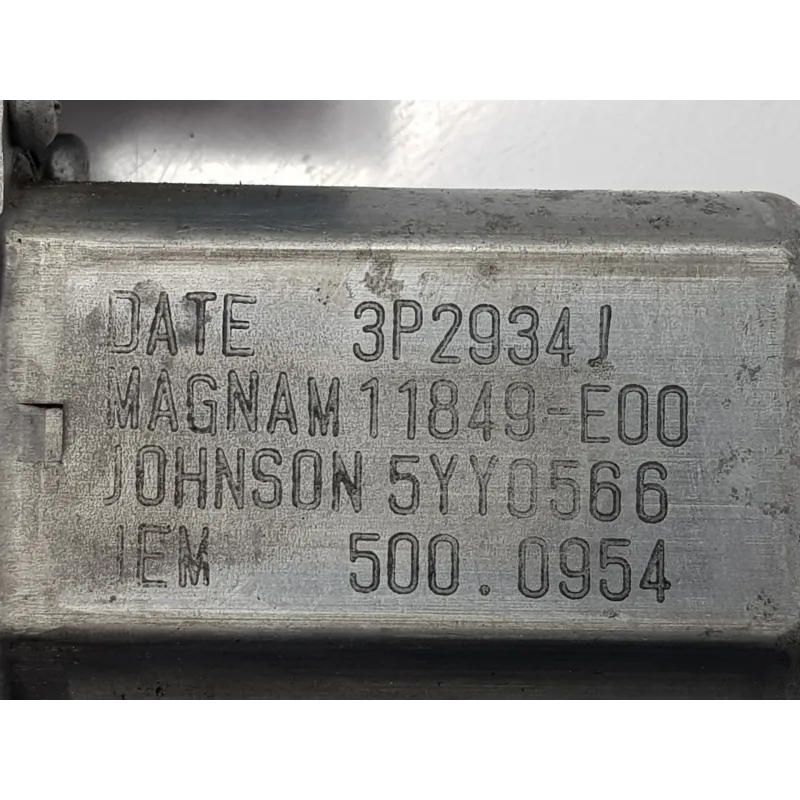 DATE 3P2934J
MAGNAM 11849-E00
JOHNSON 5YY0566
IEM 500.0954